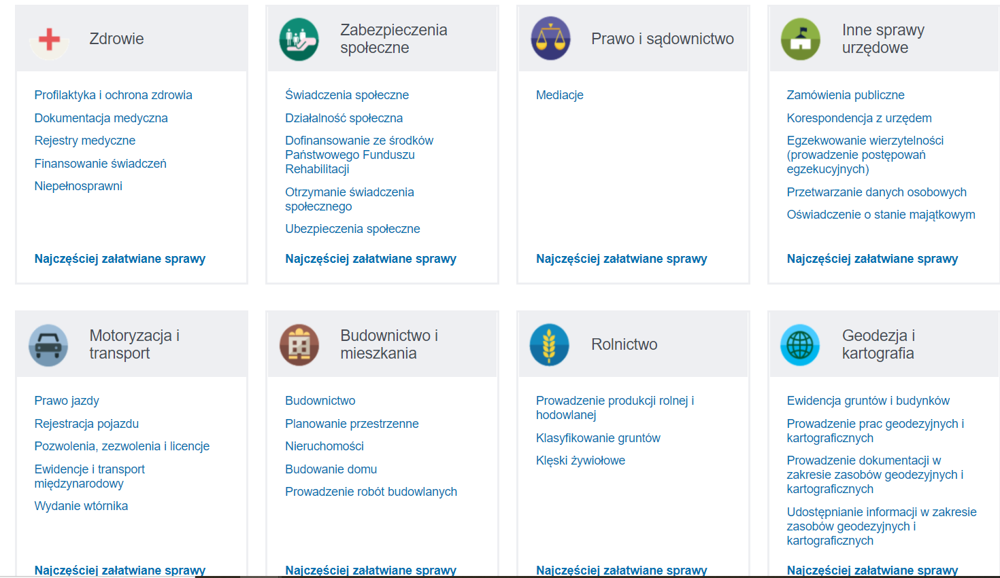 Zdrowie
Profilaktyka i ochrona zdrowia
Dokumentacja medyczna
Rejestry medyczne
Finansowanie świadczeń
Niepełnosprawni
Najczęściej załatwiane sprawy
Zabezpieczenia
społeczne
Świadczenia społeczne
Działalność społeczna
Dofinansowanie ze środków
Państwowego Funduszu
Rehabilitacji
Otrzymanie świadczenia
społecznego
Ubezpieczenia społeczne
Najczęściej załatwiane sprawy
Prawo i sądownictwo
Mediacje
Najczęściej załatwiane sprawy
Inne sprawy
urzędowe
Zamówienia publiczne
Korespondencja z urzędem
Egzekwowanie wierzytelności
(prowadzenie postępowań
egzekucyjnych)
Przetwarzanie danych osobowych
Oświadczenie o stanie majątkowym
Najczęściej załatwiane sprawy
Motoryzacja i
transport
Prawo jazdy
Rejestracja pojazdu
Pozwolenia, zezwolenia i licencje
Ewidencje i transport
międzynarodowy
Wydanie wtórnika
Najczęściej załatwiane sprawy
Budownictwo i
mieszkania
Budownictwo
Planowanie przestrzenne
Nieruchomości
Budowanie domu
Prowadzenie robót budowlanych
Najczęściej załatwiane sprawy
Rolnictwo
Prowadzenie produkcji rolnej i
hodowlanej
Klasyfikowanie gruntów
Klęski żywiołowe
Najczęściej załatwiane sprawy
Geodezja i
kartografia
Ewidencja gruntów i budynków
Prowadzenie prac geodezyjnych i
kartograficznych
Prowadzenie dokumentacji w
zakresie zasobów geodezyjnych i
kartograficznych
Udostępnianie informacji w zakresie
zasobów geodezyjnych i
kartograficznych
Najczęściej załatwiane sprawy